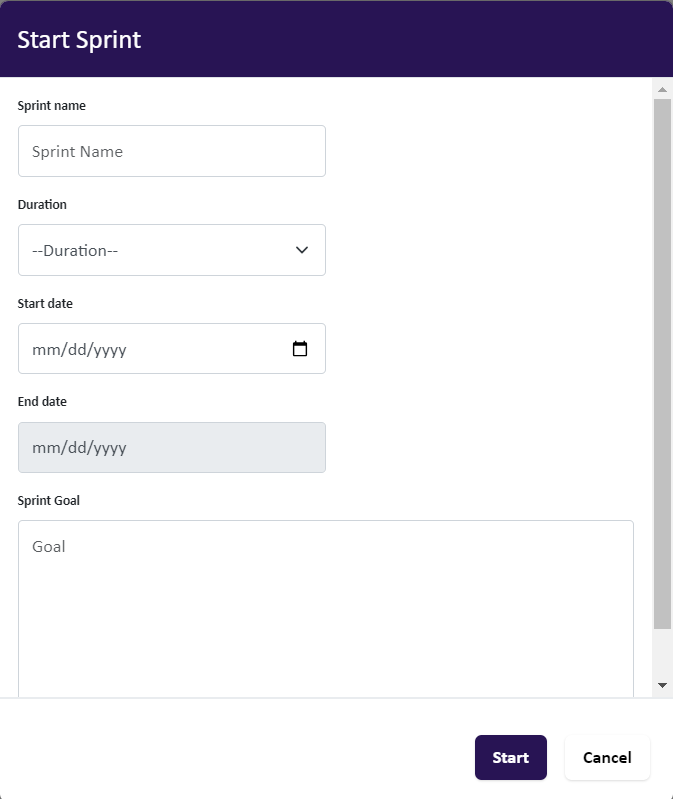 Start Sprint
Sprint name
Sprint Name
Duration
--Duration--
Start date
mm/dd/yyyy
End date
mm/dd/yyyy
Sprint Goal
Goal
Start Cancel